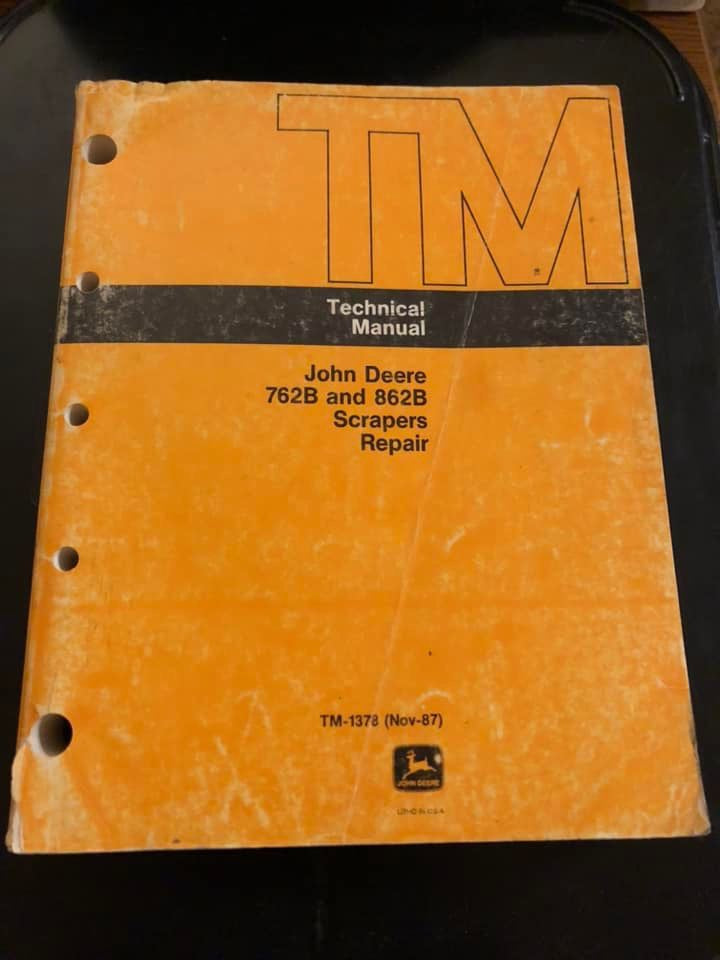 TM
Technical
Manual
John Deere
762B and 862B
Scrapers
Repair
TM-1378 (Nov-87)
JOHN DEERE